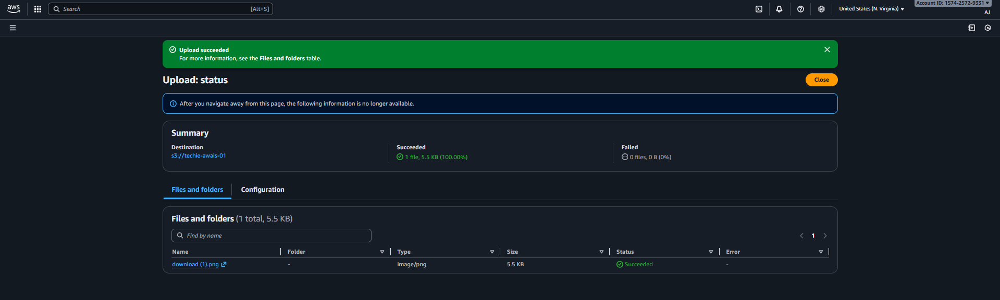 aws
Search [Alt+S]
United States (N. Virginia)
Account ID: 1574-2572-9331
AJ
Upload succeeded
For more information, see the Files and folders table.
Upload: status
Close
After you navigate away from this page, the following information is no longer available.
Summary
Destination
s3://techie-awais-01
Succeeded
1 file, 5.5 KB (100.00%)
Failed
0 files, 0 B (0%)
Files and folders
Configuration
Files and folders (1 total, 5.5 KB)
Find by name
1
Name Folder Type Size Status Error
download (1).png - image/png 5.5 KB Succeeded -